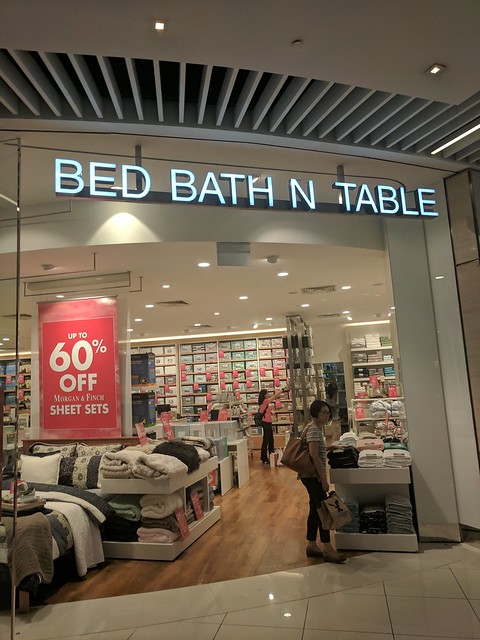 BED BATH N TABLE
UP TO
60% OFF
MORGAN & FINCH
SHEET SETS